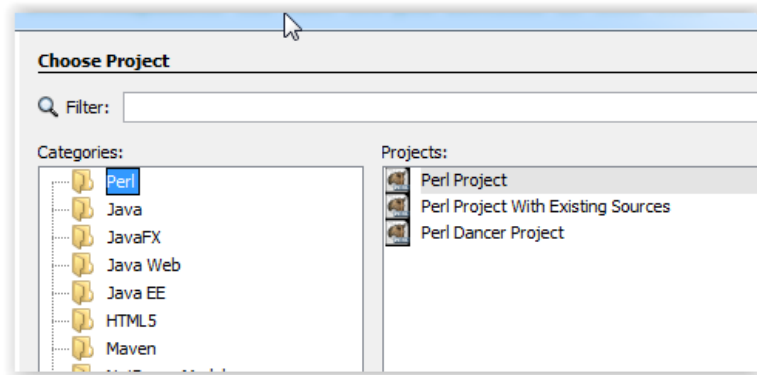 Choose Project
Filter:
Categories:
Projects:
Perl
Java
JavaFX
Java Web
Java EE
HTML5
Maven
Perl Project
Perl Project With Existing Sources
Perl Dancer Project